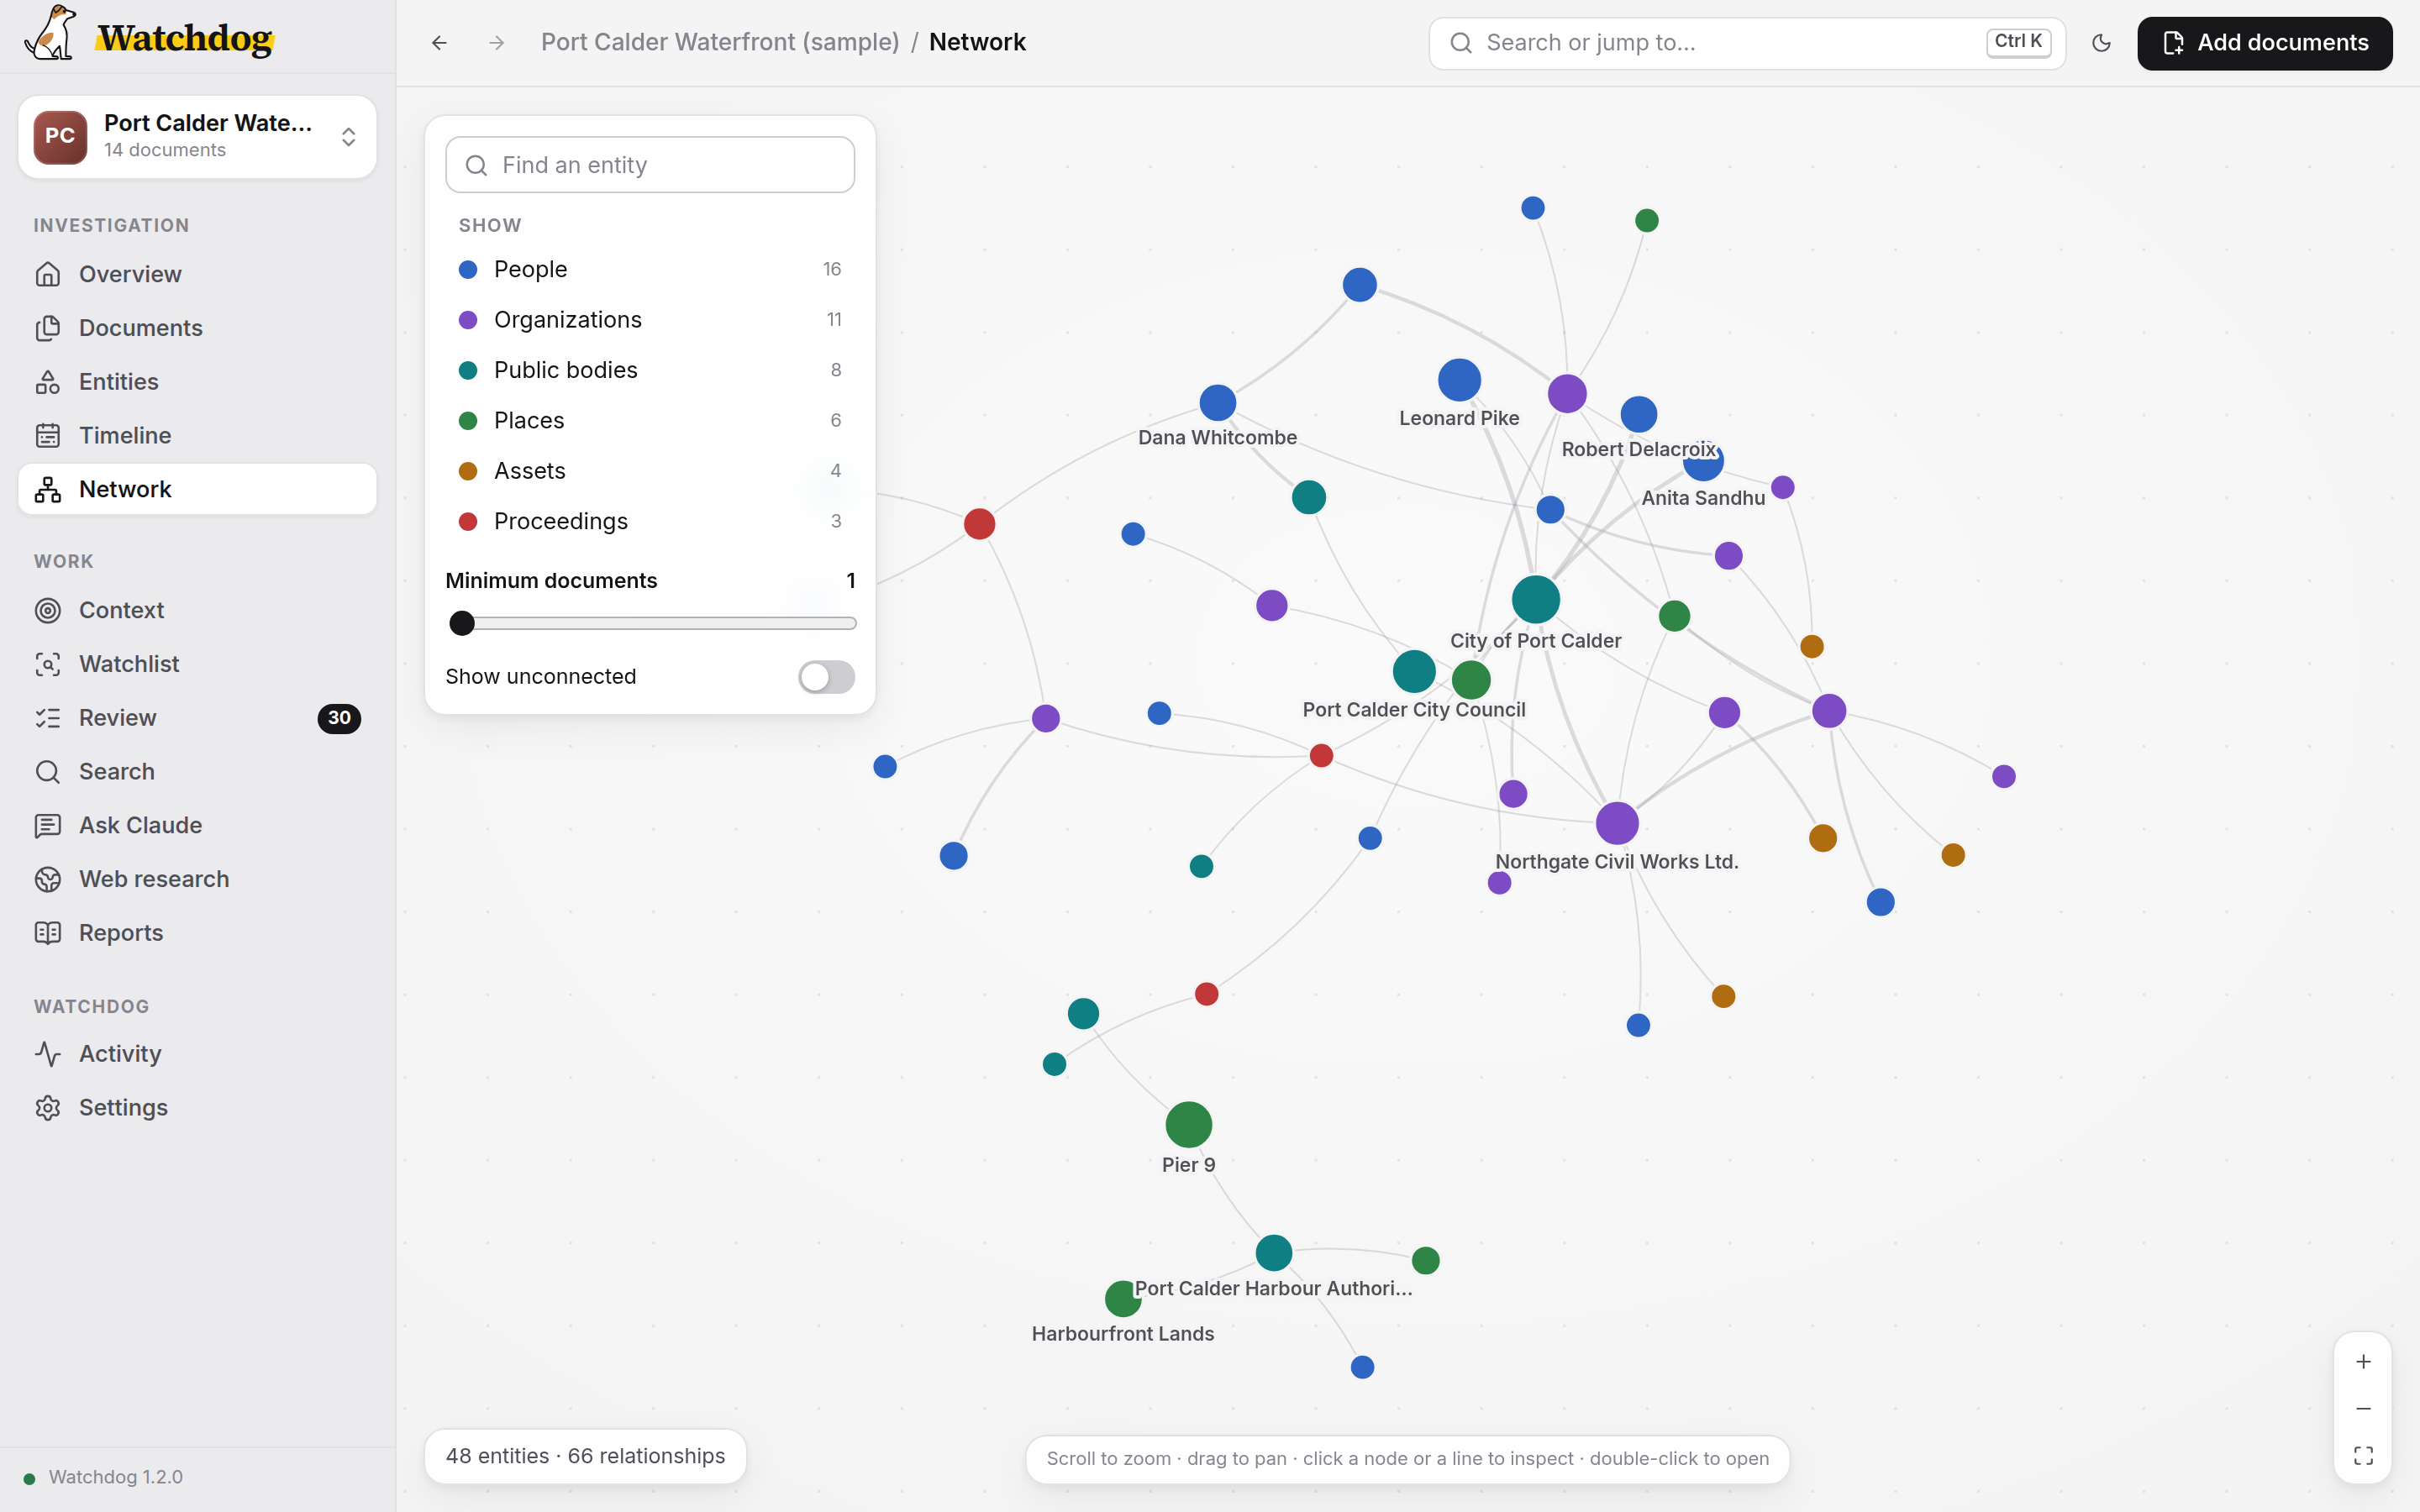 Watchdog
Port Calder Waterfront (sample) / Network
Search or jump to...
Ctrl K
Add documents
PC
Port Calder Wate...
14 documents
INVESTIGATION
Overview
Documents
Entities
Timeline
Network
WORK
Context
Watchlist
Review
30
Search
Ask Claude
Web research
Reports
WATCHDOG
Activity
Settings
Watchdog 1.2.0
Find an entity
SHOW
People 16
Organizations 11
Public bodies 8
Places 6
Assets 4
Proceedings 3
Minimum documents 1
Show unconnected
Leonard Pike
Dana Whitcombe
Robert Delacroix
Anita Sandhu
City of Port Calder
Port Calder City Council
Northgate Civil Works Ltd.
Pier 9
Port Calder Harbour Authori...
Harbourfront Lands
48 entities · 66 relationships
Scroll to zoom · drag to pan · click a node or a line to inspect · double-click to open